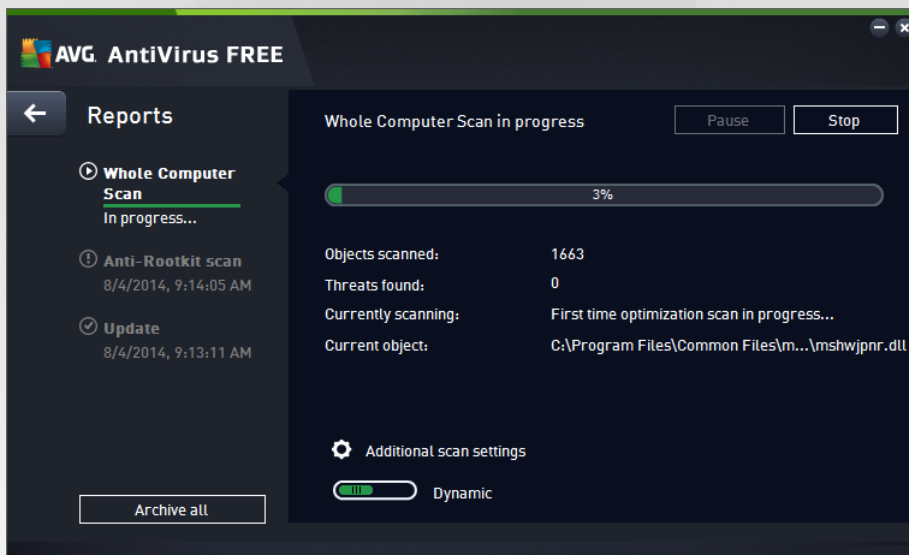 AVG. AntiVirus FREE
Reports
Whole Computer Scan
In progress...
Anti-Rootkit scan
8/4/2014, 9:14:05 AM
Update
8/4/2014, 9:13:11 AM
Archive all
Whole Computer Scan in progress
Pause
Stop
3%
Objects scanned: 1663
Threats found: 0
Currently scanning: First time optimization scan in progress...
Current object: C:\Program Files\Common Files\m...\mshwjpnr.dll
Additional scan settings
Dynamic